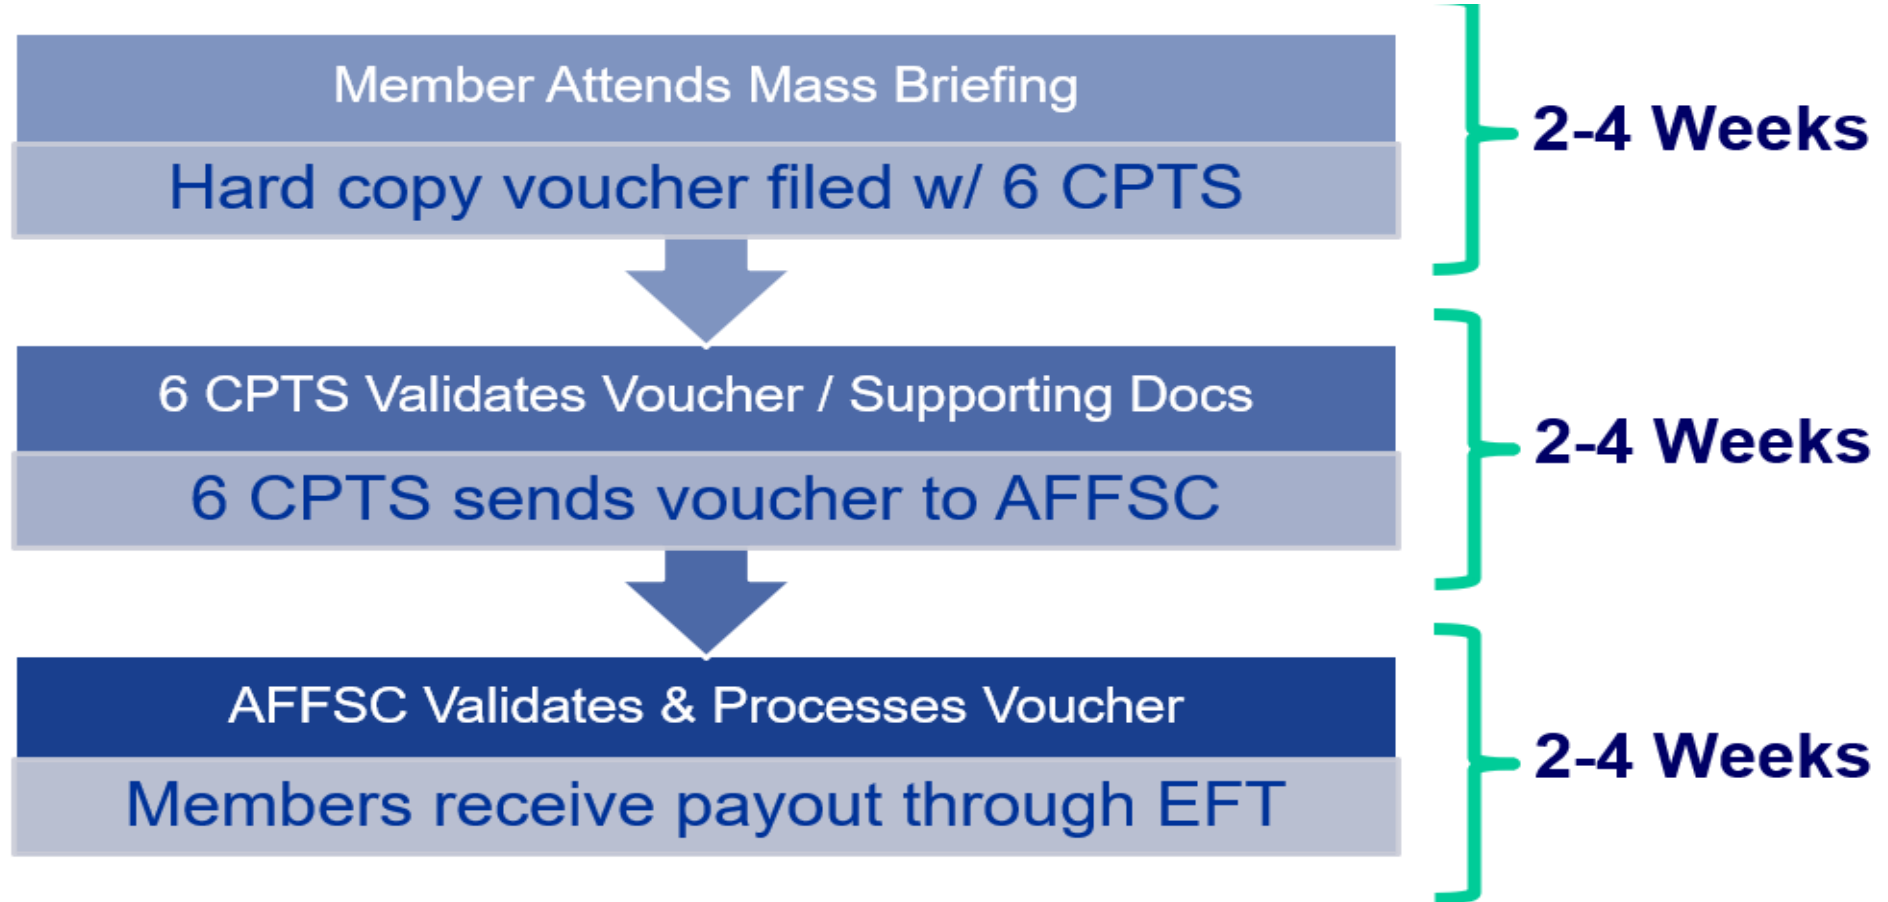 Member Attends Mass Briefing
Hard copy voucher filed w/ 6 CPTS
2-4 Weeks
6 CPTS Validates Voucher / Supporting Docs
6 CPTS sends voucher to AFFSC
2-4 Weeks
AFFSC Validates & Processes Voucher
Members receive payout through EFT
2-4 Weeks